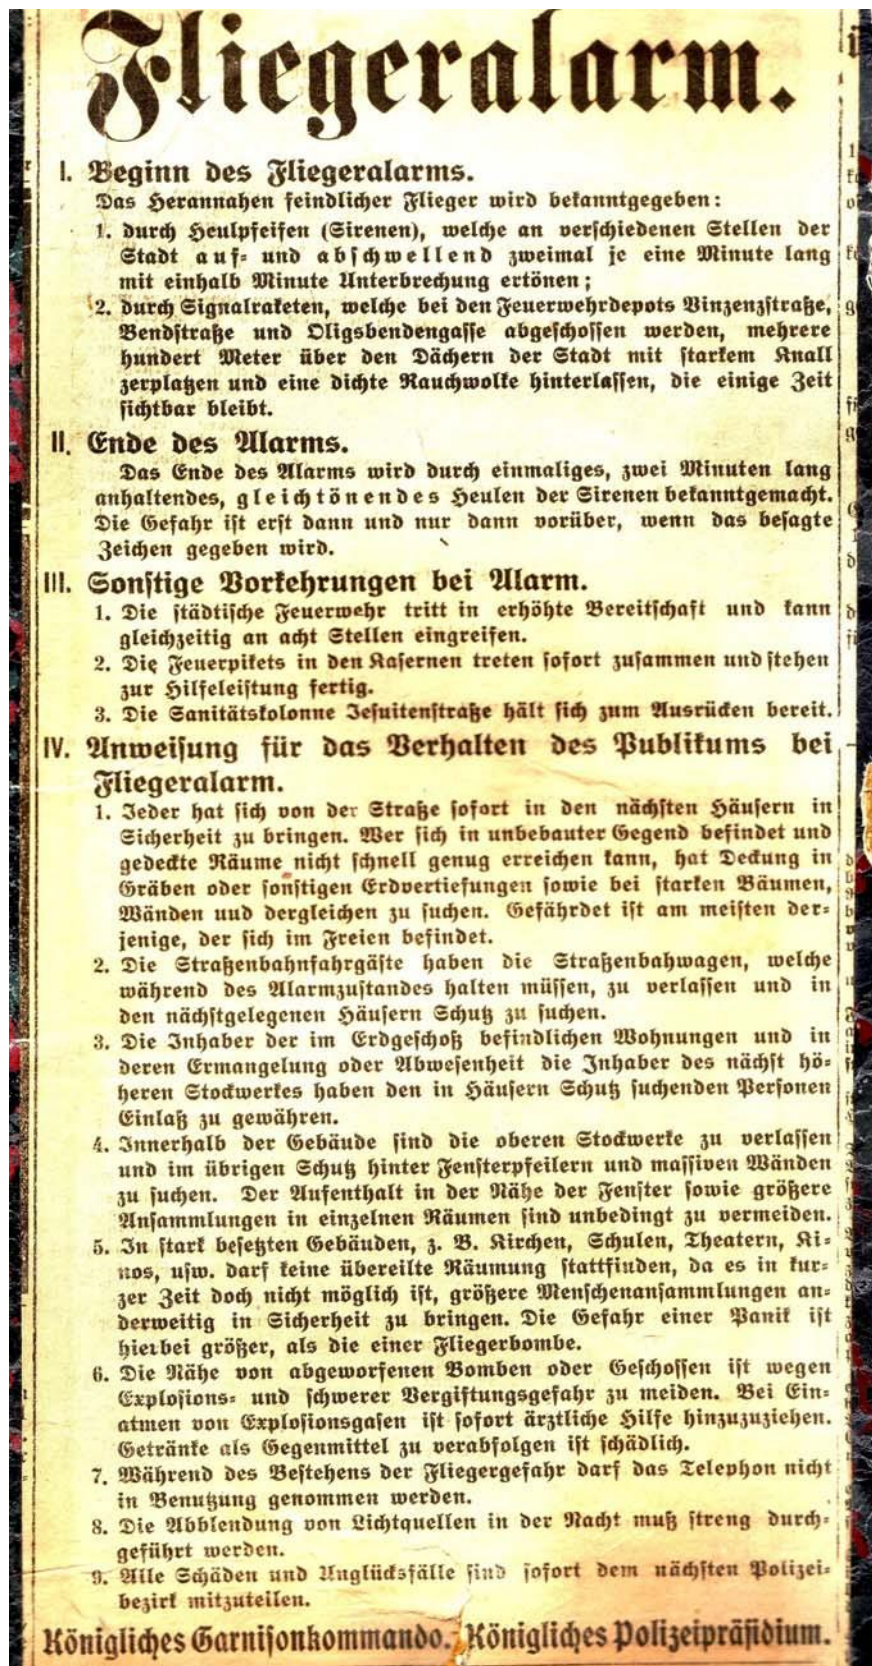 Fliegeralarm.
I. Beginn des Fliegeralarms.
Das Herannahen feindlicher Flieger wird bekanntgegeben:
1. durch Heulpfeifen (Sirenen), welche an verschiedenen Stellen der
Stadt auf- und abschwellend zweimal je eine Minute lang
mit einhalb Minute Unterbrechung ertönen;
2. durch Signalraketen, welche bei den Feuerwehrdepots Vinzenzstraße,
Bendstraße und Oligsbendengasse abgeschossen werden, mehrere
hundert Meter über den Dächern der Stadt mit starkem Knall
zerplatzen und eine dichte Rauchwolke hinterlassen, die einige Zeit
sichtbar bleibt.
II. Ende des Alarms.
Das Ende des Alarms wird durch einmaliges, zwei Minuten lang
anhaltendes, gleichtönendes Heulen der Sirenen bekanntgemacht.
Die Gefahr ist erst dann und nur dann vorüber, wenn das besagte
Zeichen gegeben wird.
III. Sonstige Vorkehrungen bei Alarm.
1. Die städtische Feuerwehr tritt in erhöhte Bereitschaft und kann
gleichzeitig an acht Stellen eingreifen.
2. Die Feuerpikets in den Kasernen treten sofort zusammen und stehen
zur Hilfeleistung fertig.
3. Die Sanitätskolonne Jesuitenstraße hält sich zum Ausrücken bereit.
IV. Anweisung für das Verhalten des Publikums bei
Fliegeralarm.
1. Jeder hat sich von der Straße sofort in den nächsten Häusern in
Sicherheit zu bringen. Wer sich in unbebauter Gegend befindet und
gedeckte Räume nicht schnell genug erreichen kann, hat Deckung in
Gräben oder sonstigen Erdvertiefungen sowie bei starken Bäumen,
Wänden uud dergleichen zu suchen. Gefährdet ist am meisten der-
jenige, der sich im Freien befindet.
2. Die Straßenbahnfahrgäste haben die Straßenbahwagen, welche
während des Alarmzustandes halten müssen, zu verlassen und in
den nächstgelegenen Häusern Schutz zu suchen.
3. Die Inhaber der im Erdgeschoß befindlichen Wohnungen und in
deren Ermangelung oder Abwesenheit die Inhaber des nächst hö-
heren Stockwerkes haben den in Häusern Schutz suchenden Personen
Einlaß zu gewähren.
4. Innerhalb der Gebäude sind die oberen Stockwerke zu verlassen
und im übrigen Schutz hinter Fensterpfeilern und massiven Wänden
zu suchen. Der Aufenthalt in der Nähe der Fenster sowie größere
Ansammlungen in einzelnen Räumen sind unbedingt zu vermeiden.
5. In stark besetzten Gebäuden, z. B. Kirchen, Schulen, Theatern, Ki-
nos, usw. darf keine übereilte Räumung stattfinden, da es in kur-
zer Zeit doch nicht möglich ist, größere Menschenansammlungen an-
derweitig in Sicherheit zu bringen. Die Gefahr einer Panik ist
hierbei größer, als die einer Fliegerbombe.
6. Die Nähe von abgeworfenen Bomben oder Geschossen ist wegen
Explosions- und schwerer Vergiftungsgefahr zu meiden. Bei Ein-
atmen von Explosionsgasen ist sofort ärztliche Hilfe hinzuzuziehen.
Getränke als Gegenmittel zu verabfolgen ist schädlich.
7. Während des Bestehens der Fliegergefahr darf das Telephon nicht
in Benutzung genommen werden.
8. Die Abblendung von Lichtquellen in der Nacht muß streng durch-
geführt werden.
9. Alle Schäden und Unglücksfälle sind sofort dem nächsten Polizei-
bezirk mitzuteilen.
Königliches Garnisonkommando. Königliches Polizeipräsidium.